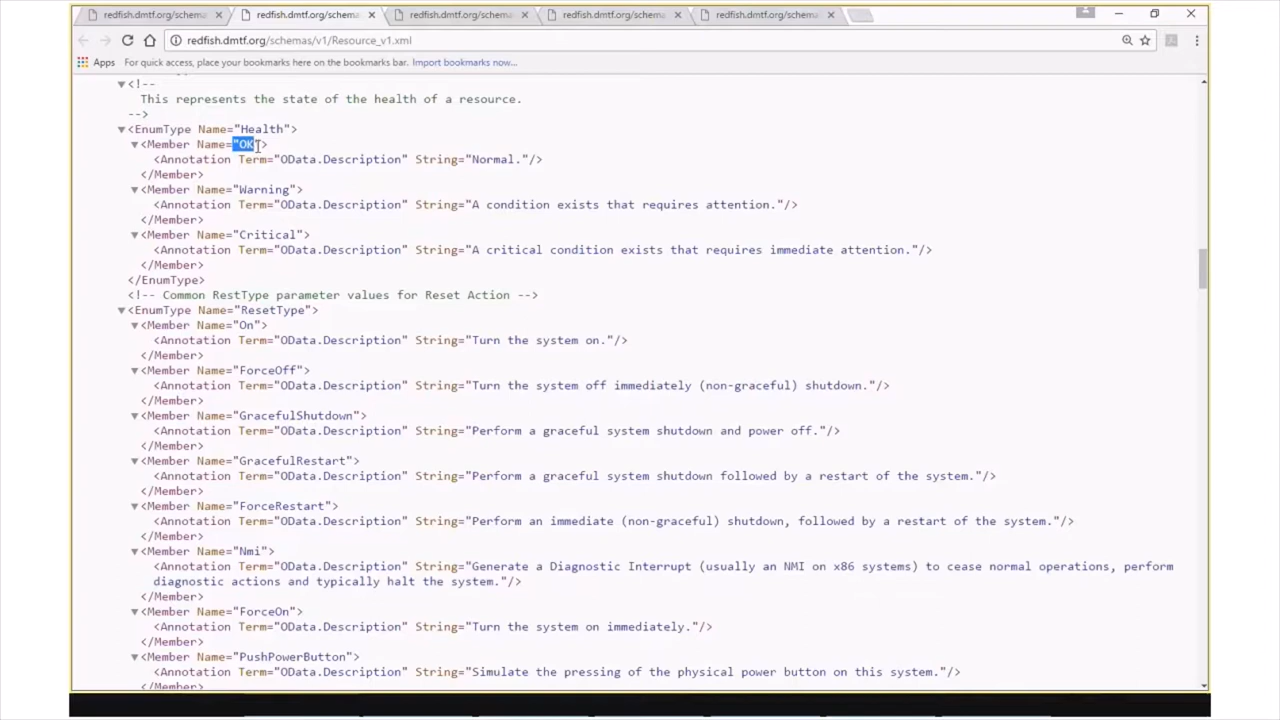 redfish.dmtf.org/schema redfish.dmtf.org/schema redfish.dmtf.org/schema redfish.dmtf.org/schema redfish.dmtf.org/schema
redfish.dmtf.org/schemas/v1/Resource_v1.xml
Apps For quick access, place your bookmarks here on the bookmarks bar. Import bookmarks now...
<!--
This represents the state of the health of a resource.
-->
<EnumType Name="Health">
<Member Name="OK">
<Annotation Term="OData.Description" String="Normal."/>
</Member>
<Member Name="Warning">
<Annotation Term="OData.Description" String="A condition exists that requires attention."/>
</Member>
<Member Name="Critical">
<Annotation Term="OData.Description" String="A critical condition exists that requires immediate attention."/>
</Member>
</EnumType>
<!-- Common RestType parameter values for Reset Action -->
<EnumType Name="ResetType">
<Member Name="On">
<Annotation Term="OData.Description" String="Turn the system on."/>
</Member>
<Member Name="ForceOff">
<Annotation Term="OData.Description" String="Turn the system off immediately (non-graceful) shutdown."/>
</Member>
<Member Name="GracefulShutdown">
<Annotation Term="OData.Description" String="Perform a graceful system shutdown and power off."/>
</Member>
<Member Name="GracefulRestart">
<Annotation Term="OData.Description" String="Perform a graceful system shutdown followed by a restart of the system."/>
</Member>
<Member Name="ForceRestart">
<Annotation Term="OData.Description" String="Perform an immediate (non-graceful) shutdown, followed by a restart of the system."/>
</Member>
<Member Name="Nmi">
<Annotation Term="OData.Description" String="Generate a Diagnostic Interrupt (usually an NMI on x86 systems) to cease normal operations, perform
diagnostic actions and typically halt the system."/>
</Member>
<Member Name="ForceOn">
<Annotation Term="OData.Description" String="Turn the system on immediately."/>
</Member>
<Member Name="PushPowerButton">
<Annotation Term="OData.Description" String="Simulate the pressing of the physical power button on this system."/>
</Member>